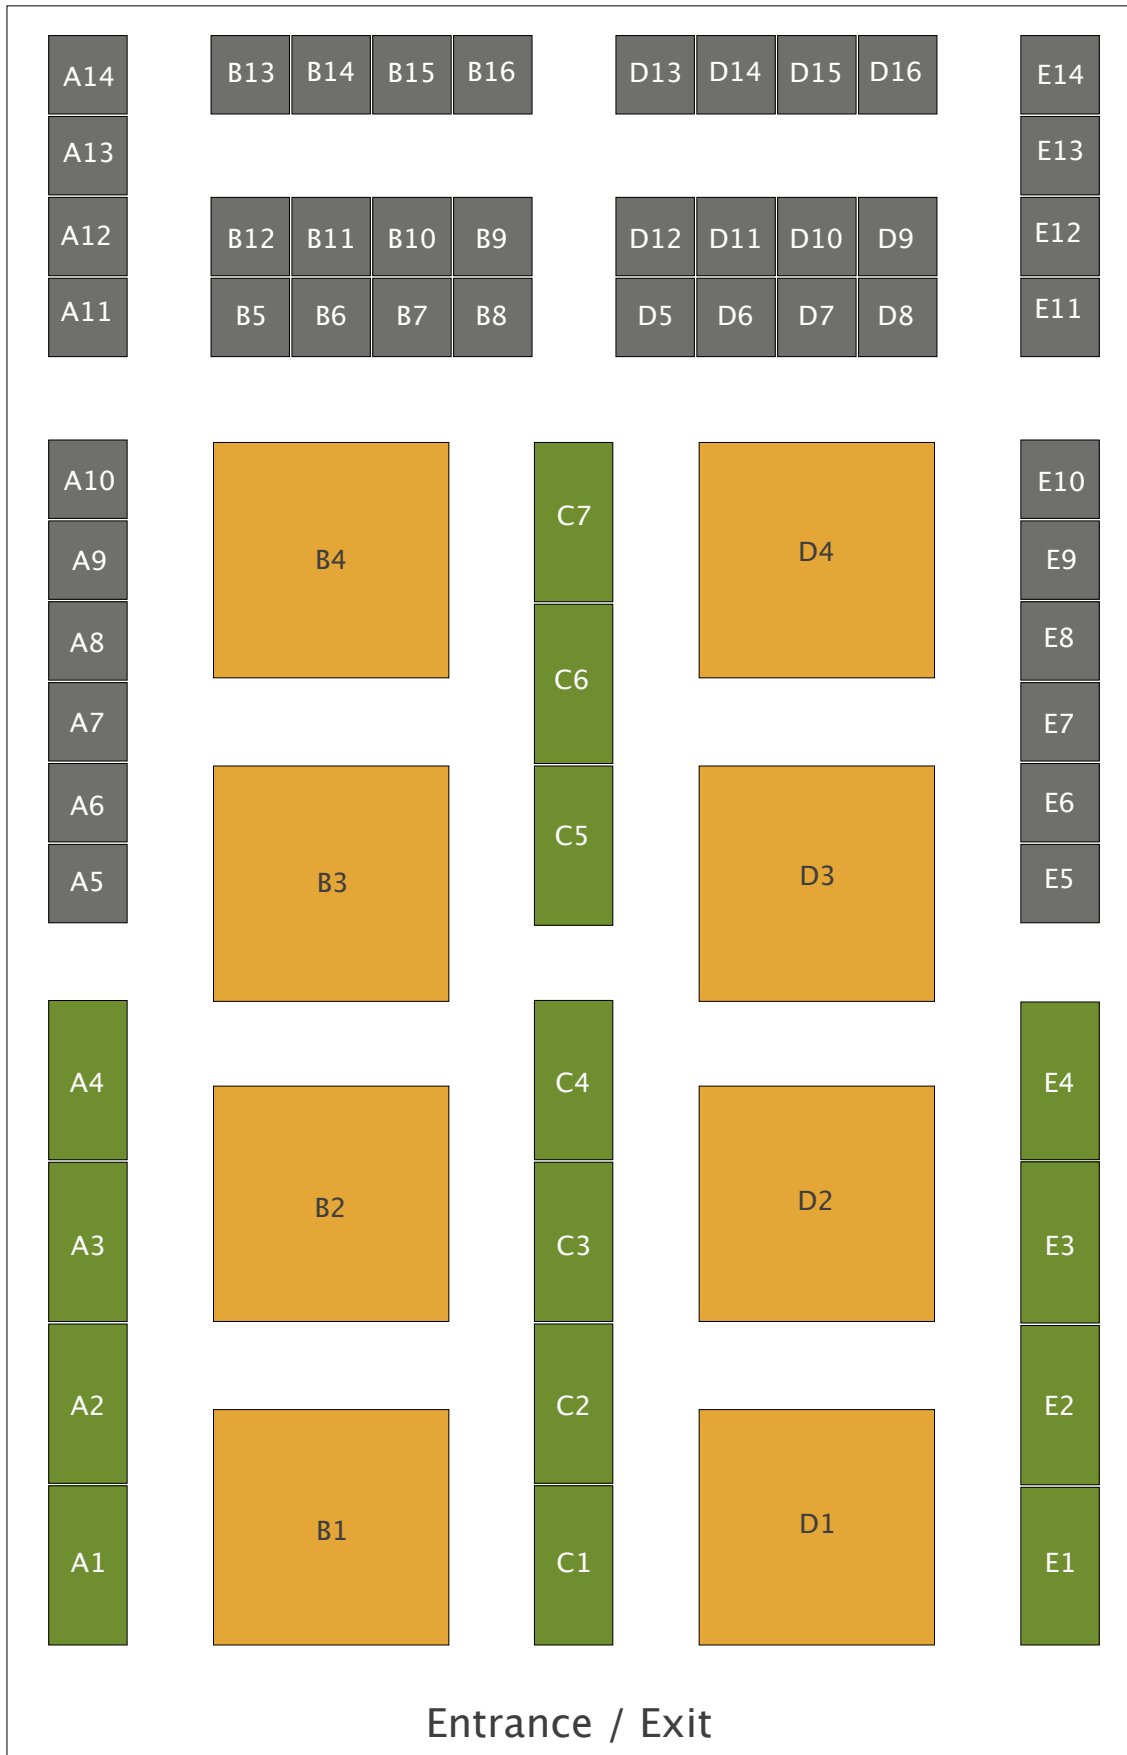 A14 B13 B14 B15 B16 D13 D14 D15 D16 E14
A13 E13
A12 B12 B11 B10 B9 D12 D11 D10 D9 E12
A11 B5 B6 B7 B8 D5 D6 D7 D8 E11
A10 E10
C7
A9 B4 D4 E9
A8 E8
C6
A7 E7
A6 E6
C5
A5 B3 D3 E5
A4 C4 E4
B2 D2
A3 C3 E3
A2 C2 E2
B1 D1
A1 C1 E1
Entrance / Exit